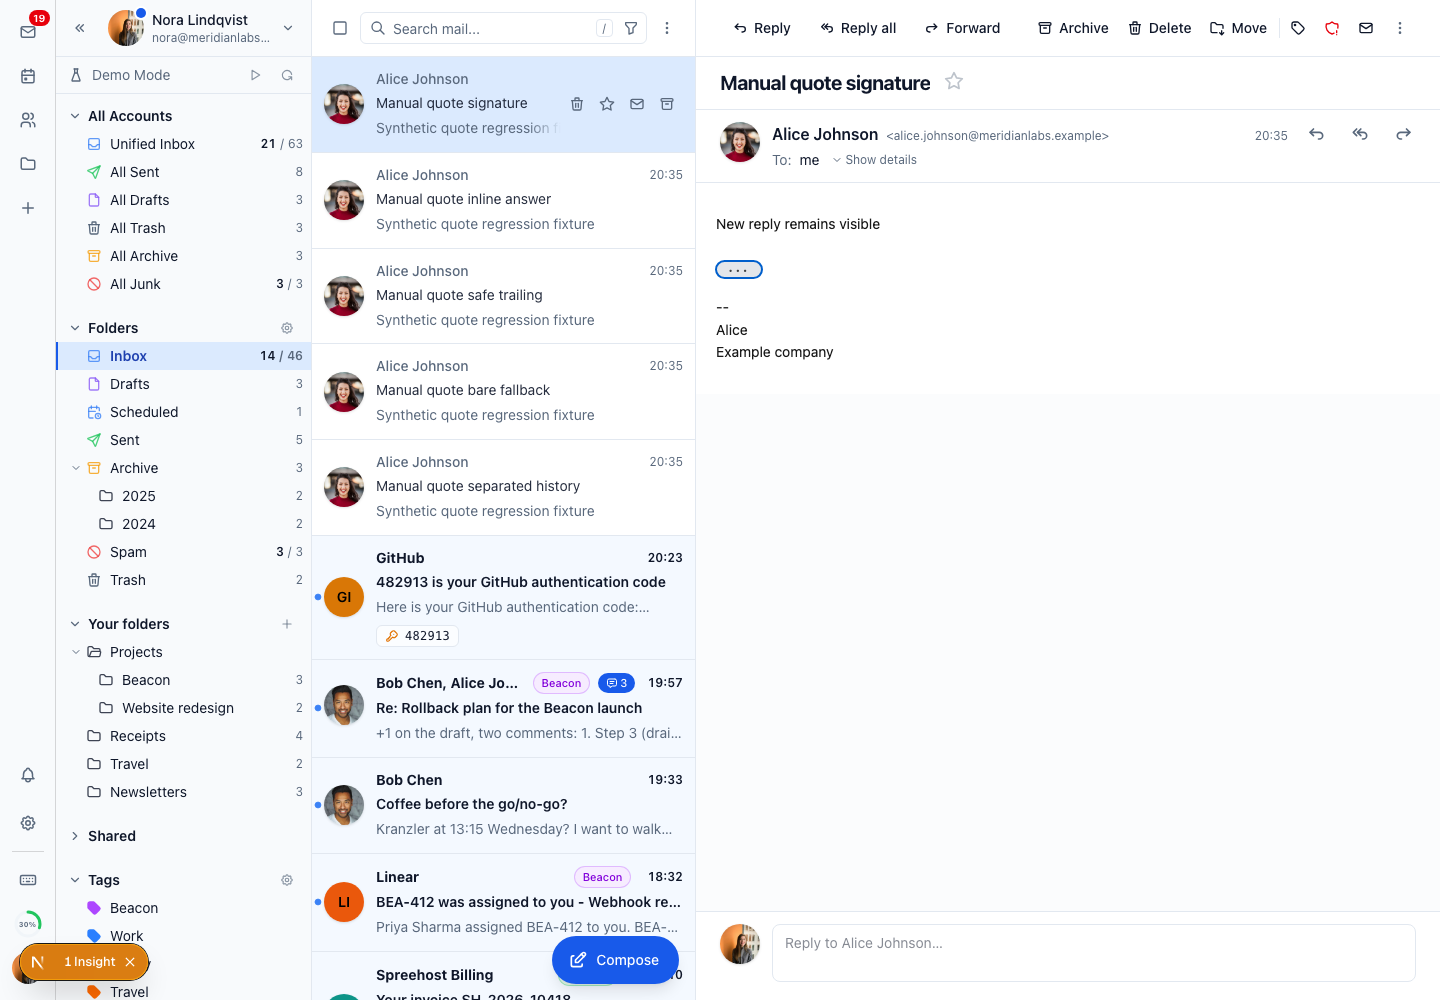 19
Nora Lindqvist
nora@meridianlabs...
Demo Mode
All Accounts
Unified Inbox 21 / 63
All Sent 8
All Drafts 3
All Trash 3
All Archive 3
All Junk 3 / 3
Folders
Inbox 14 / 46
Drafts 3
Scheduled 1
Sent 5
Archive 3
2025 2
2024 2
Spam 3 / 3
Trash 2
Your folders
Projects
Beacon 3
Website redesign 2
Receipts 4
Travel 2
Newsletters 3
Shared
Tags
Beacon
Work
Travel
30%
1 Insight
Search mail... /
Alice Johnson
Manual quote signature
Synthetic quote regression f
Alice Johnson 20:35
Manual quote inline answer
Synthetic quote regression fixture
Alice Johnson 20:35
Manual quote safe trailing
Synthetic quote regression fixture
Alice Johnson 20:35
Manual quote bare fallback
Synthetic quote regression fixture
Alice Johnson 20:35
Manual quote separated history
Synthetic quote regression fixture
GI
GitHub 20:23
482913 is your GitHub authentication code
Here is your GitHub authentication code:...
482913
Bob Chen, Alice Jo... Beacon 3 19:57
Re: Rollback plan for the Beacon launch
+1 on the draft, two comments: 1. Step 3 (drai...
Bob Chen 19:33
Coffee before the go/no-go?
Kranzler at 13:15 Wednesday? I want to walk...
LI
Linear Beacon 18:32
BEA-412 was assigned to you - Webhook re...
Priya Sharma assigned BEA-412 to you. BEA-...
Spreehost Billing
Your invoice SH-2026-10418
Compose
Reply Reply all Forward Archive Delete Move
Manual quote signature
Alice Johnson <alice.johnson@meridianlabs.example> 20:35
To: me Show details
New reply remains visible
...
--
Alice
Example company
Reply to Alice Johnson...